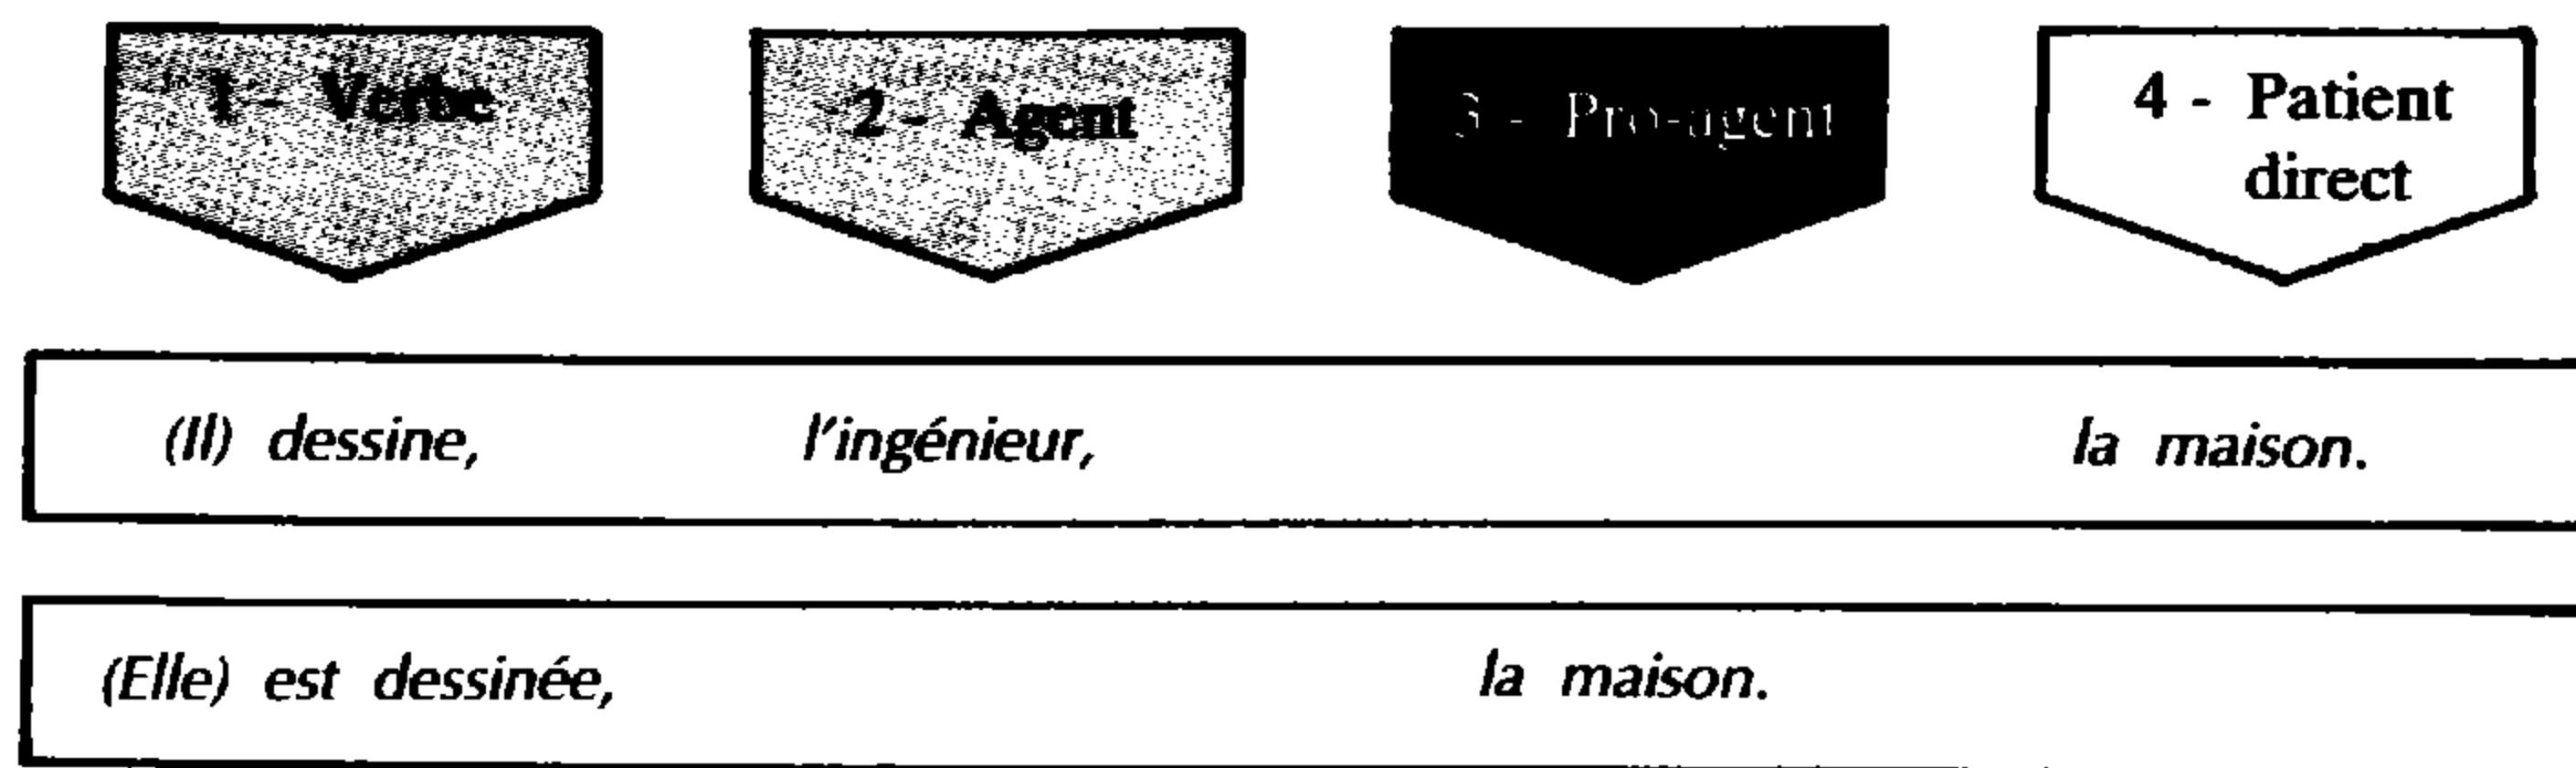 1 - Verbe
2 - Agent
3 - Pro-agent
4 - Patient
direct
(Il) dessine, l'ingénieur, la maison.
(Elle) est dessinée, la maison.